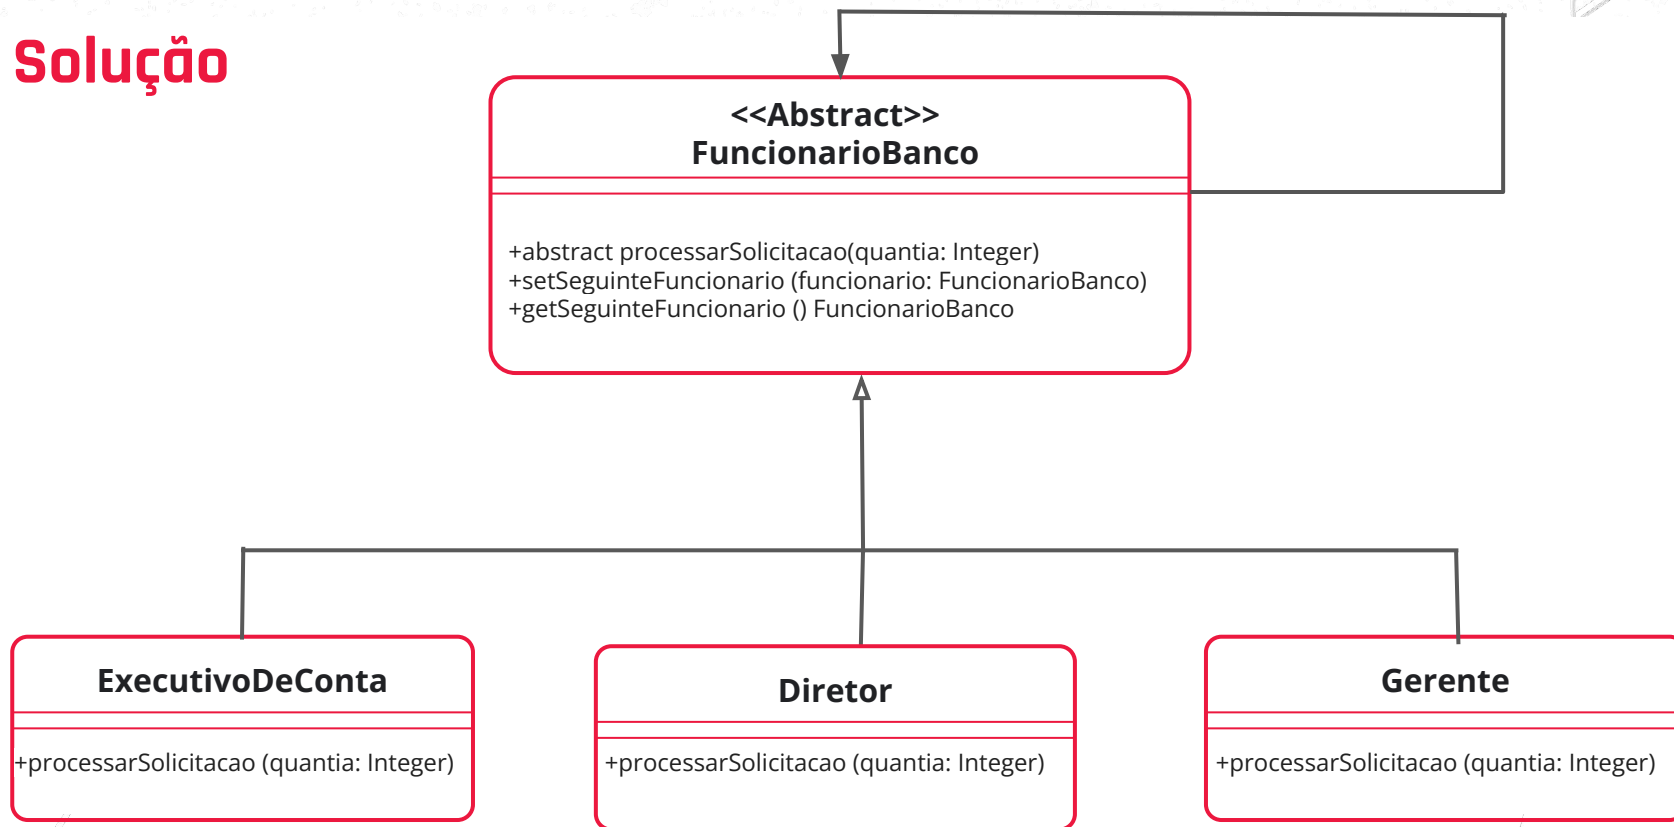 Solução
<<Abstract>>
FuncionarioBanco
+abstract processarSolicitacao(quantia: Integer)
+setSeguinteFuncionario (funcionario: FuncionarioBanco)
+getSeguinteFuncionario () FuncionarioBanco
ExecutivoDeConta
+processarSolicitacao (quantia: Integer)
Diretor
+processarSolicitacao (quantia: Integer)
Gerente
+processarSolicitacao (quantia: Integer)